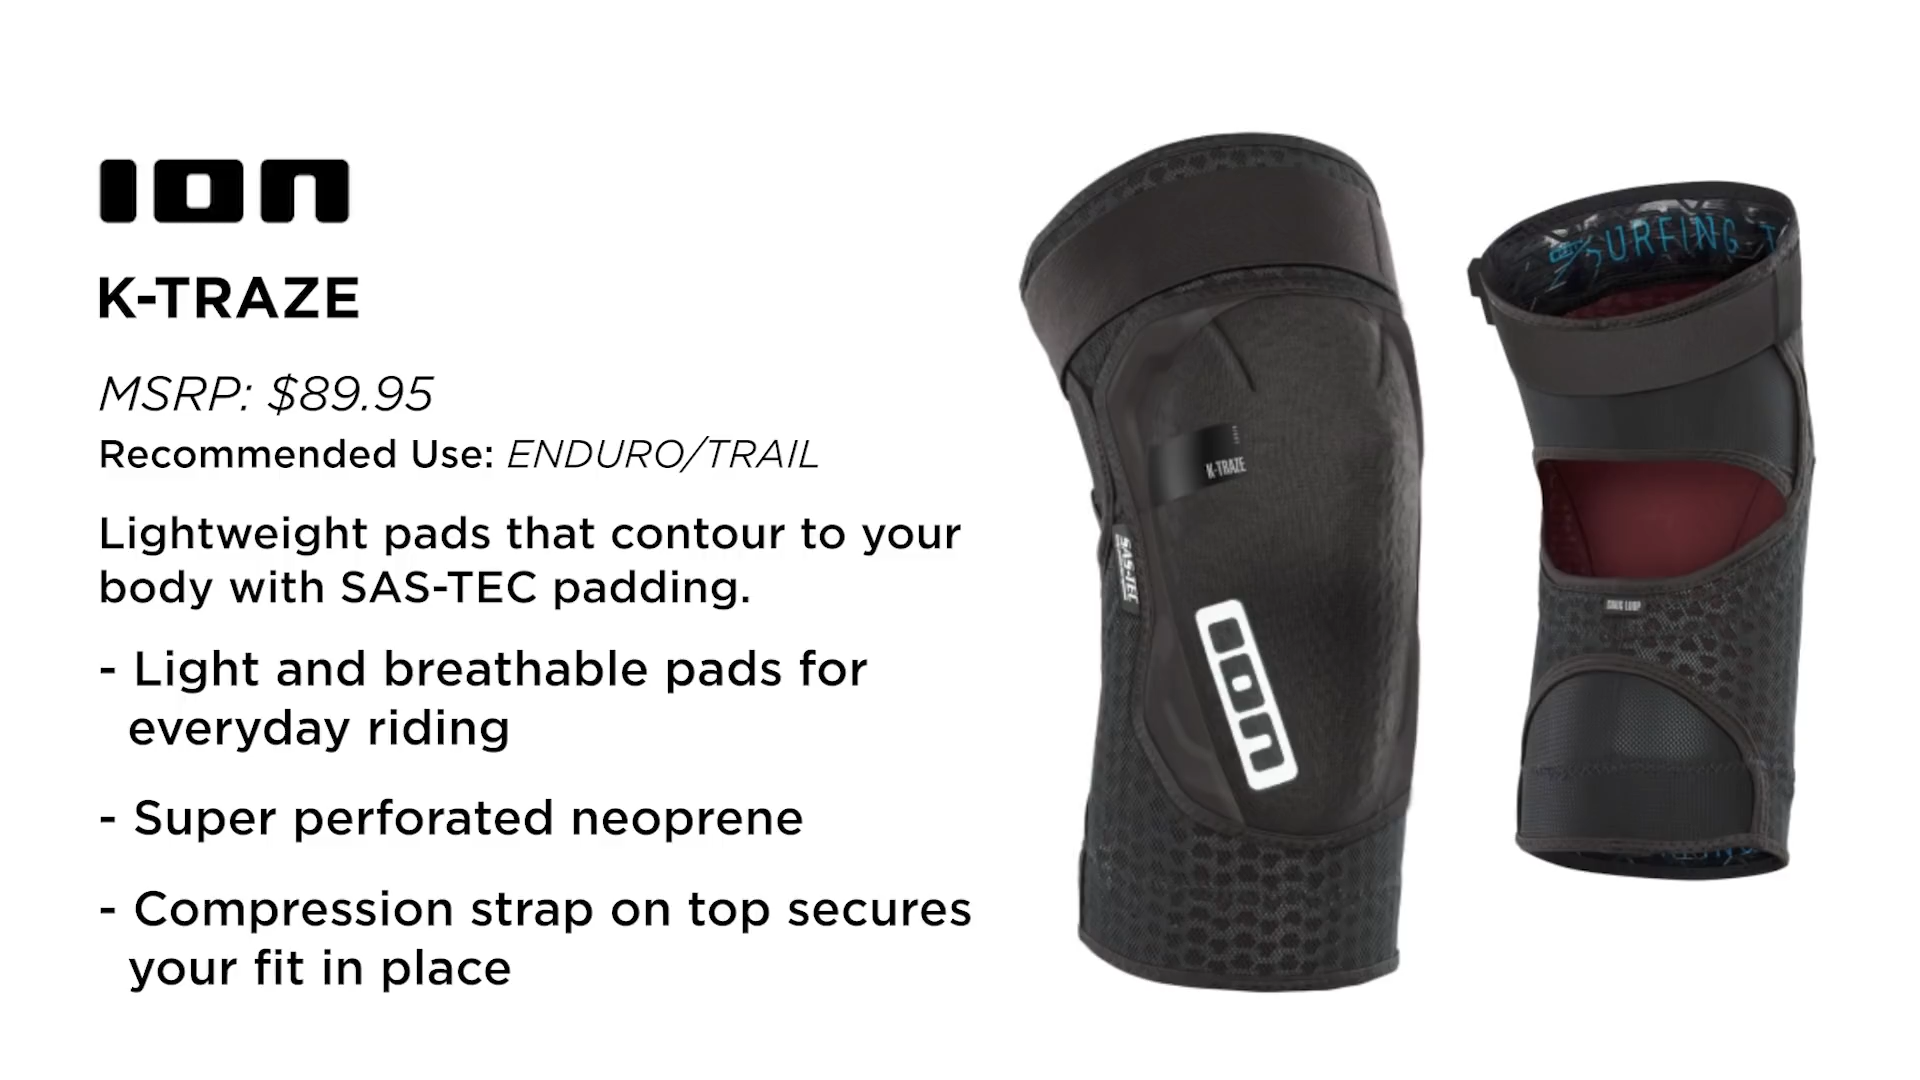 ION
K-TRAZE
MSRP: $89.95
Recommended Use: ENDURO/TRAIL
Lightweight pads that contour to your
body with SAS-TEC padding.
- Light and breathable pads for
everyday riding
- Super perforated neoprene
- Compression strap on top secures
your fit in place
K-TRAZE
SAS-TEC
ION
SURFING T